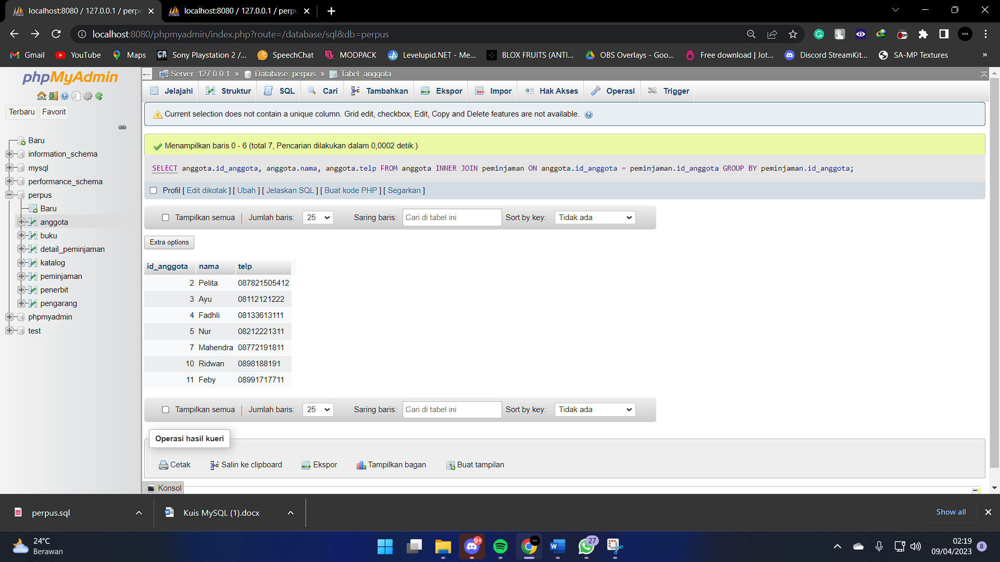 localhost:8080 / 127.0.0.1 / perpu
localhost:8080 / 127.0.0.1 / perpu
localhost:8080/phpmyadmin/index.php?route=/database/sql&db=perpus
Gmail YouTube Maps Sony Playstation 2 /... SpeechChat MODPACK Levelupid.NET - Me... BLOX FRUITS (ANTI... OBS Overlays - Goo... Free download | Jot... Discord StreamKit... SA-MP Textures »
phpMyAdmin
Terbaru Favorit
Baru
information_schema
mysql
performance_schema
perpus
Baru
anggota
buku
detail_peminjaman
katalog
peminjaman
penerbit
pengarang
phpmyadmin
test
Server: 127.0.0.1 » Database: perpus » Tabel: anggota
Jelajahi Struktur SQL Cari Tambahkan Ekspor Impor Hak Akses Operasi Trigger
Current selection does not contain a unique column. Grid edit, checkbox, Edit, Copy and Delete features are not available.
Menampilkan baris 0 - 6 (total 7, Pencarian dilakukan dalam 0,0002 detik.)
SELECT anggota.id_anggota, anggota.nama, anggota.telp FROM anggota INNER JOIN peminjaman ON anggota.id_anggota = peminjaman.id_anggota GROUP BY peminjaman.id_anggota;
Profil [ Edit dikotak ] [ Ubah ] [ Jelaskan SQL ] [ Buat kode PHP ] [ Segarkan ]
Tampilkan semua | Jumlah baris: 25 Saring baris: Cari di tabel ini Sort by key: Tidak ada
Extra options
id_anggota nama telp
2 Pelita 087821505412
3 Ayu 08112121222
4 Fadhli 08133613111
5 Nur 08212221311
7 Mahendra 08772191811
10 Ridwan 0898188191
11 Feby 08991717711
Tampilkan semua | Jumlah baris: 25 Saring baris: Cari di tabel ini Sort by key: Tidak ada
Operasi hasil kueri
Cetak Salin ke clipboard Ekspor Tampilkan bagan Buat tampilan
Konsol
perpus.sql Kuis MySQL (1).docx Show all
24°C
Berawan
9+
27
02:19
09/04/2023
8